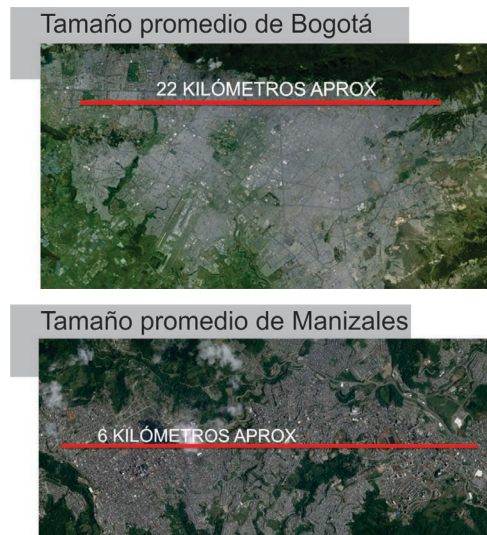 Tamaño promedio de Bogotá
22 KILÓMETROS APROX
Tamaño promedio de Manizales
6 KILÓMETROS APROX